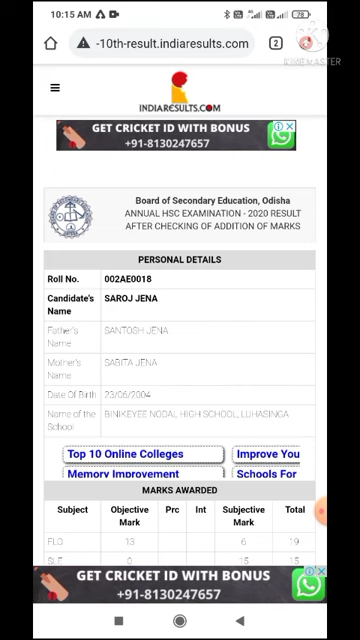 10:15 AM
78
-10th-result.indiaresults.com
2
KINEMASTER
INDIARESULTS.COM
GET CRICKET ID WITH BONUS
+91-8130247657
Board of Secondary Education, Odisha
ANNUAL HSC EXAMINATION - 2020 RESULT
AFTER CHECKING OF ADDITION OF MARKS
PERSONAL DETAILS
Roll No. 002AE0018
Candidate's Name SAROJ JENA
Father's Name SANTOSH JENA
Mother's Name SABITA JENA
Date Of Birth 23/06/2004
Name of the School BINIKEYEE NODAL HIGH SCHOOL, LUHASINGA
Top 10 Online Colleges Improve You
Memory Improvement Schools For
MARKS AWARDED
Subject Objective Mark Prc Int Subjective Mark Total
FLO 13 6 19
SLE 0 15 15
GET CRICKET ID WITH BONUS
+91-8130247657